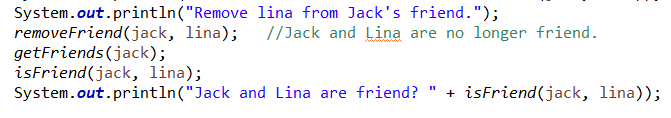 System.out.println("Remove lina from Jack's friend.");
removeFriend(jack, lina);   //Jack and Lina are no longer friend.
getFriends(jack);
isFriend(jack, lina);
System.out.println("Jack and Lina are friend? " + isFriend(jack, lina));